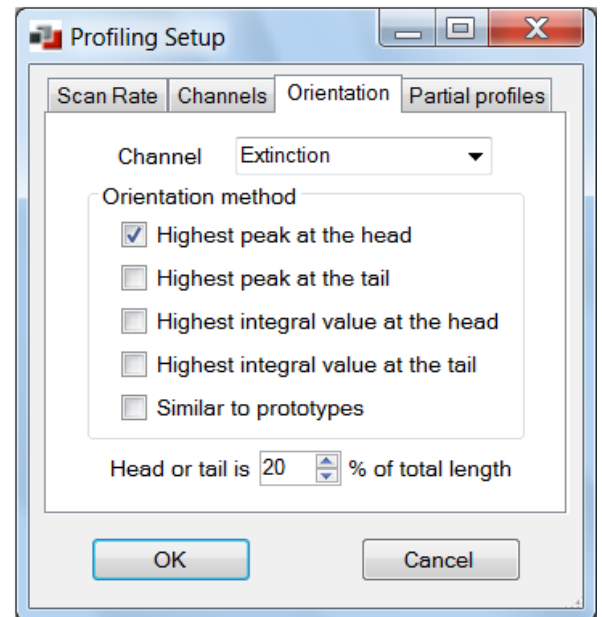 Profiling Setup
Scan Rate Channels Orientation Partial profiles
Channel Extinction
Orientation method
Highest peak at the head
Highest peak at the tail
Highest integral value at the head
Highest integral value at the tail
Similar to prototypes
Head or tail is 20 % of total length
OK Cancel